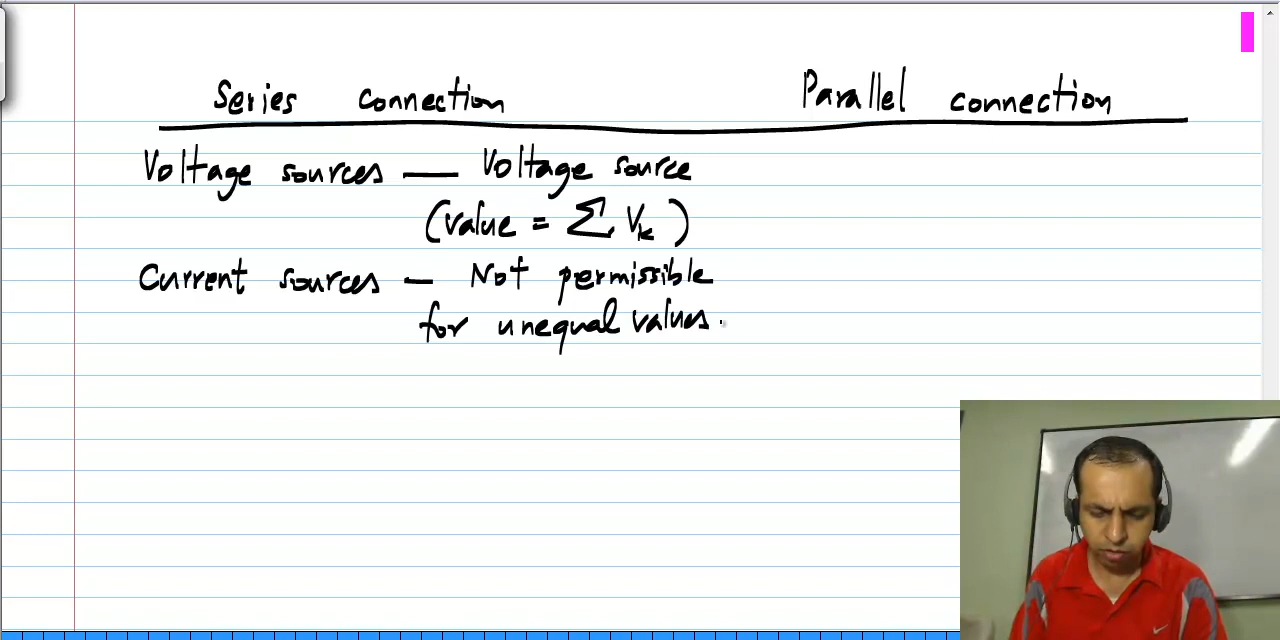 Series connection Parallel connection
Voltage sources — Voltage source
(value = Σ Vk)
Current sources — Not permissible
for unequal values.